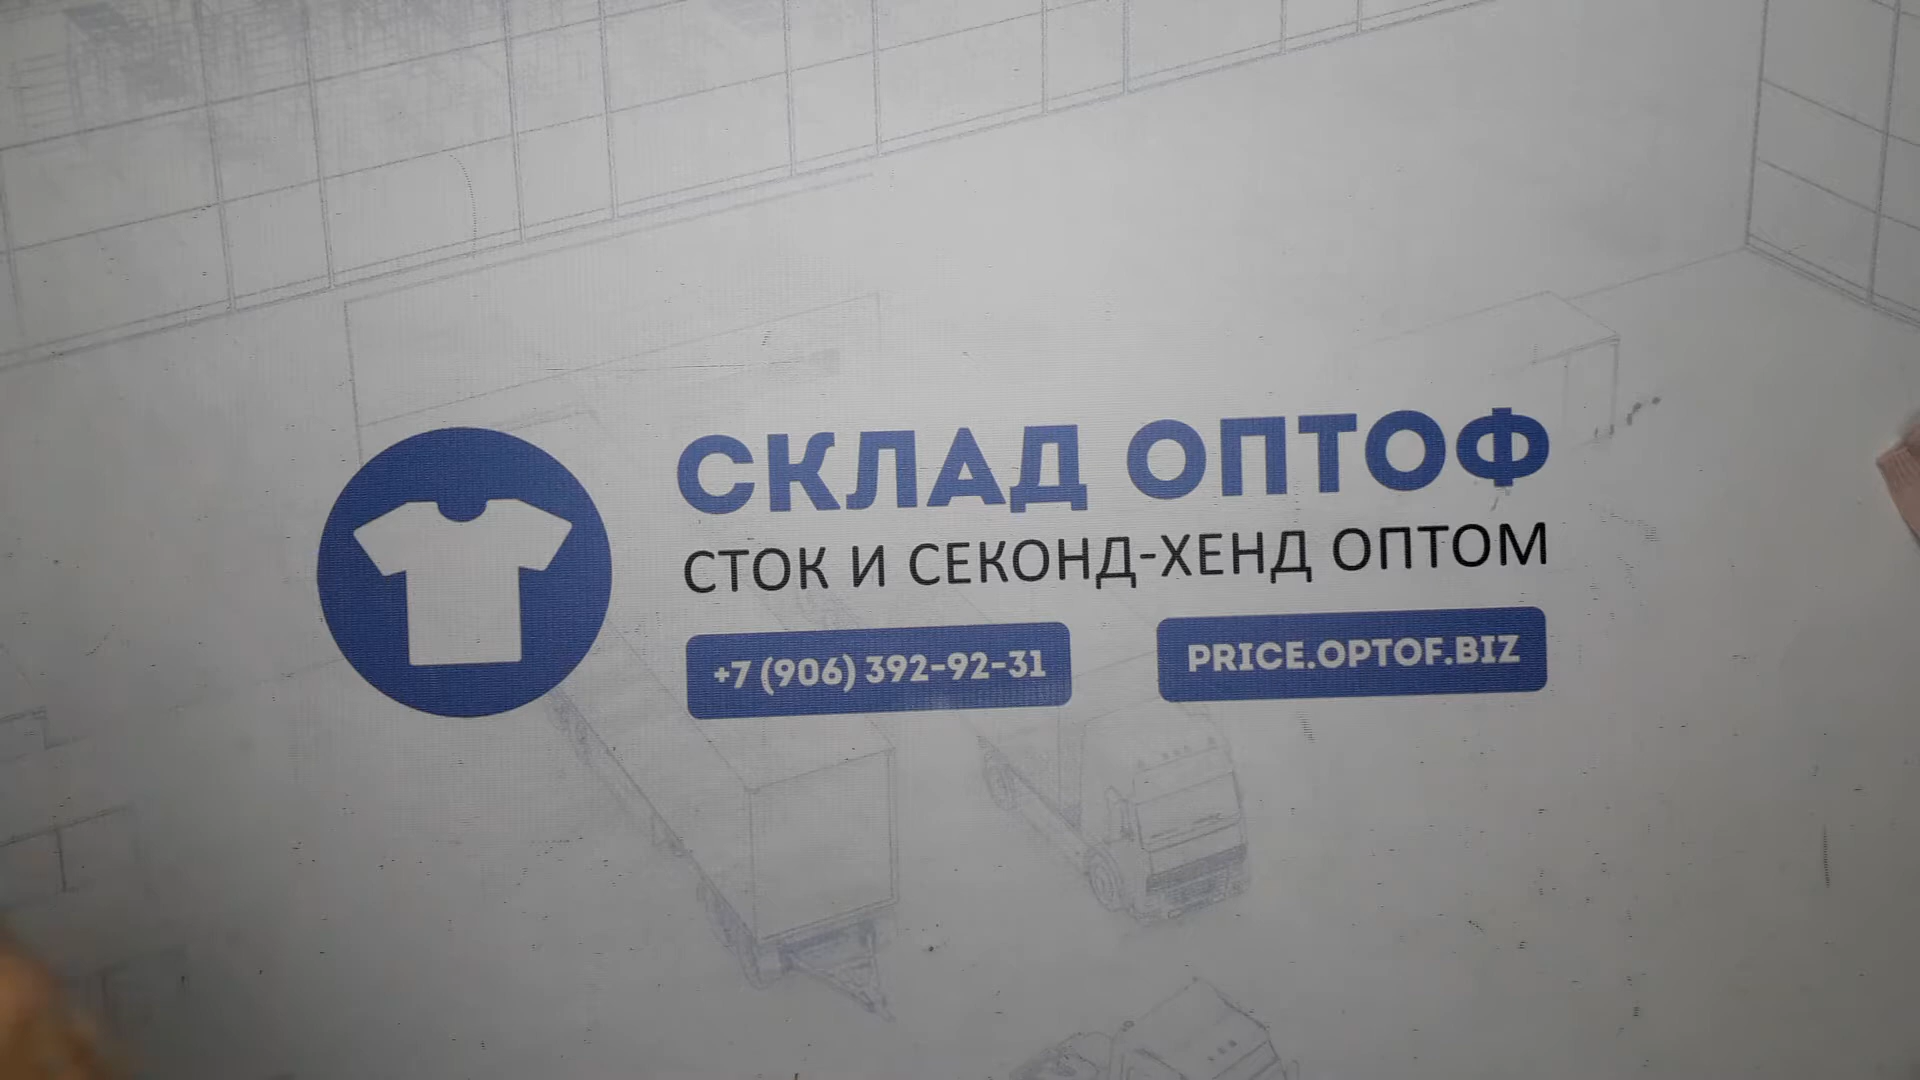 СКЛАД ОПТОФ
СТОК И СЕКОНД-ХЕНД ОПТОМ
+7 (906) 392-92-31
PRICE.OPTOF.BIZ